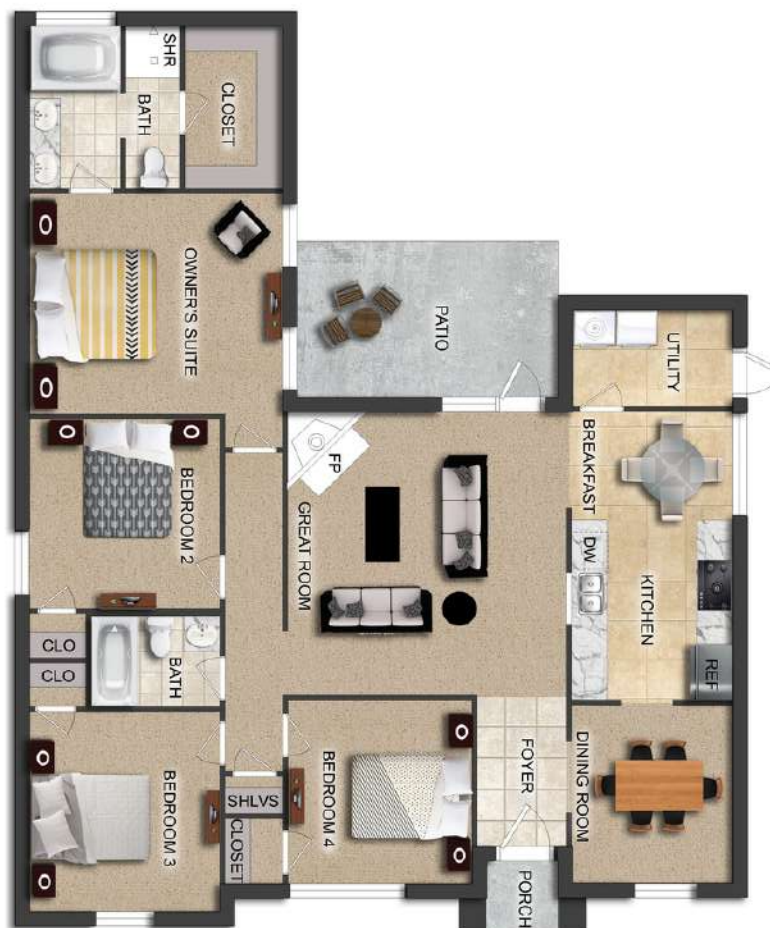 SHR
CLOSET
BATH
OWNER'S SUITE
PATIO
UTILITY
BREAKFAST
BEDROOM 2
FP
GREAT ROOM
DW
KITCHEN
REF
CLO
CLO
BATH
BEDROOM 3
SHLVS
CLOSET
BEDROOM 4
FOYER
DINING ROOM
PORCH